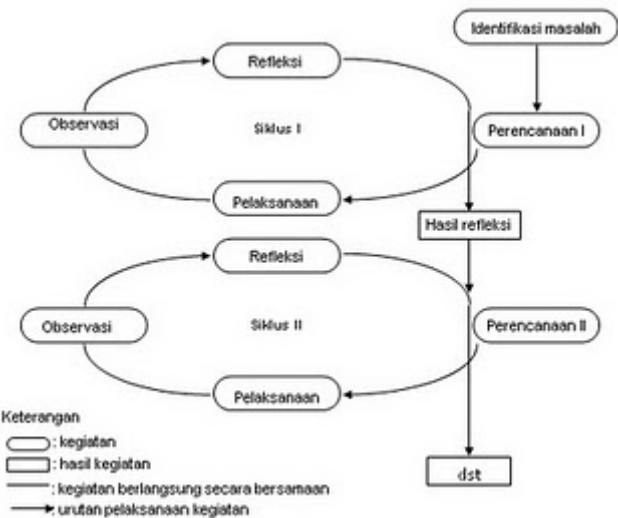 Identifikasi masalah
Refleksi
Observasi
Siklus I
Perencanaan I
Pelaksanaan
Hasil refleksi
Refleksi
Observasi
Siklus II
Perencanaan II
Pelaksanaan
Keterangan
: kegiatan
: hasil kegiatan
: kegiatan berlangsung secara bersamaan
: urutan pelaksanaan kegiatan
dst